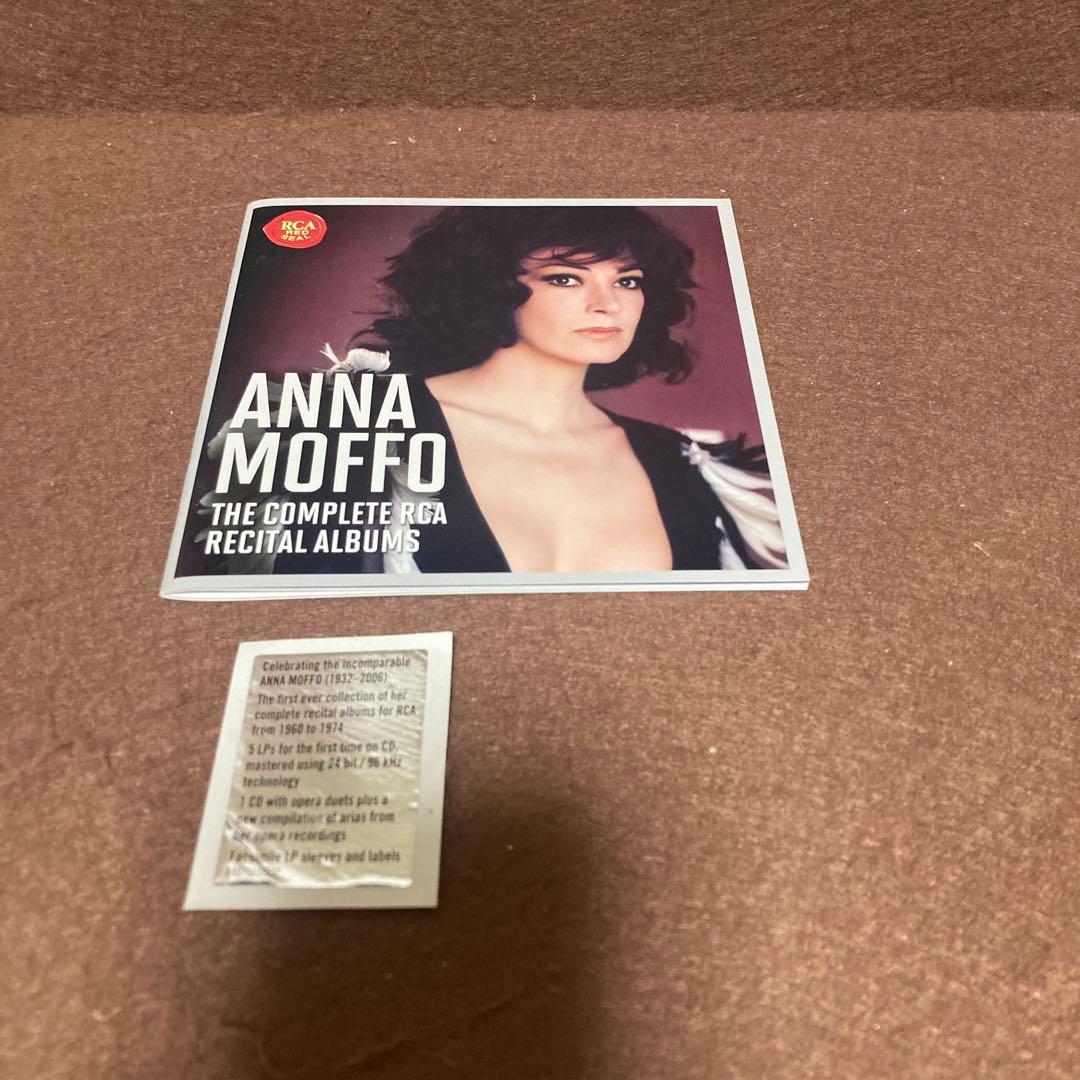 RCA
RED
SEAL
ANNA
MOFFO
THE COMPLETE RCA
RECITAL ALBUMS
Celebrating the incomparable
ANNA MOFFO (1932–2006)
The first ever collection of her
complete recital albums for RCA
from 1960 to 1974
5 LPs for the first time on CD,
mastered using 24 bit / 96 kHz
technology
1 CD with opera duets plus a
new compilation of arias from
her opera recordings
Facsimile LP sleeves and labels